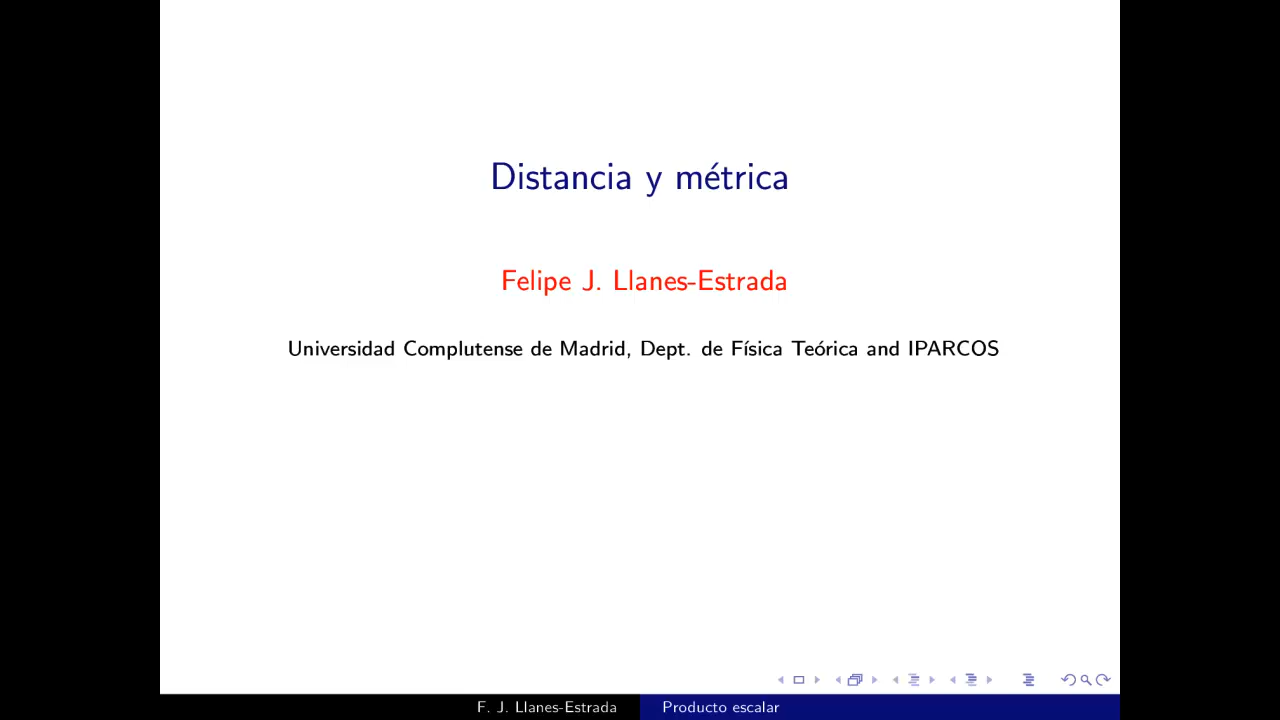 Distancia y métrica
Felipe J. Llanes-Estrada
Universidad Complutense de Madrid, Dept. de Física Teórica and IPARCOS
F. J. Llanes-Estrada
Producto escalar